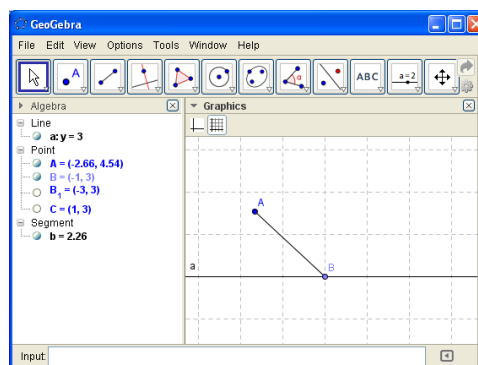 GeoGebra
File Edit View Options Tools Window Help
A α ABC a=2
Algebra Graphics
Line
a: y = 3
Point
A = (-2.66, 4.54)
B = (-1, 3)
B1 = (-3, 3)
C = (1, 3)
Segment
b = 2.26
A
a B
Input: